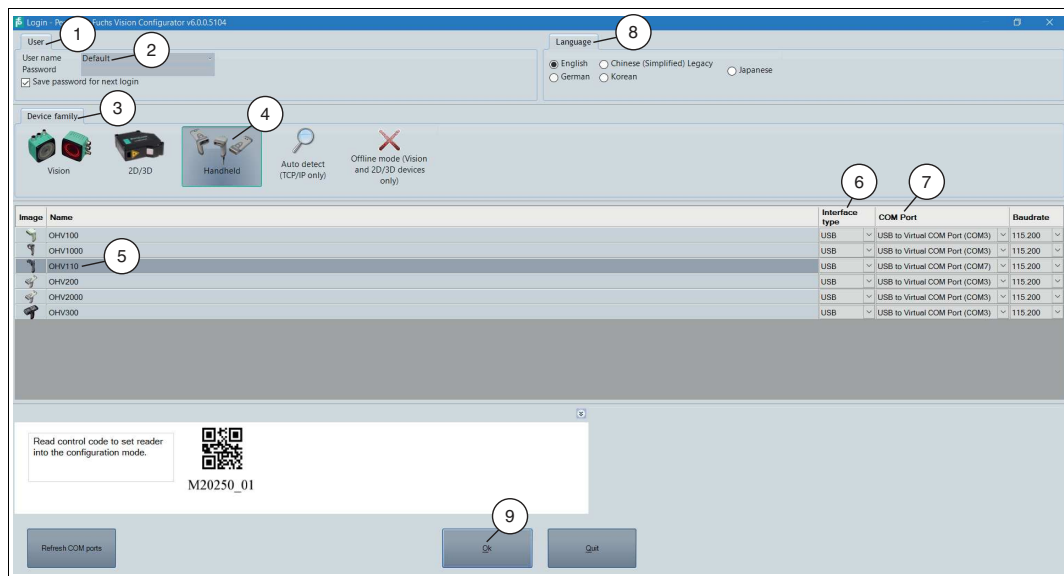 Login - Pe Fuchs Vision Configurator v6.0.0.5104
1
User
User name Default
2
Password
Save password for next login
8
Language
English Chinese (Simplified) Legacy Japanese
German Korean
3
Device family
4
Vision
2D/3D
Handheld
Auto detect
(TCP/IP only)
Offline mode (Vision
and 2D/3D devices
only)
6
7
Image Name Interface type COM Port Baudrate
OHV100 USB USB to Virtual COM Port (COM3) 115.200
OHV1000 USB USB to Virtual COM Port (COM3) 115.200
OHV110 5 USB USB to Virtual COM Port (COM7) 115.200
OHV200 USB USB to Virtual COM Port (COM3) 115.200
OHV2000 USB USB to Virtual COM Port (COM3) 115.200
OHV300 USB USB to Virtual COM Port (COM3) 115.200
Read control code to set reader
into the configuration mode.
M20250_01
9
Refresh COM ports
Ok
Quit